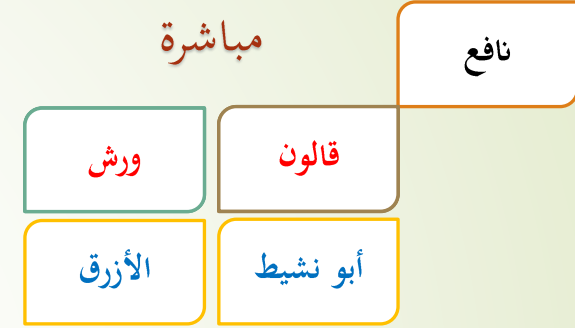 نافع
مباشرة
قالون
ورش
أبو نشيط
الأزرق